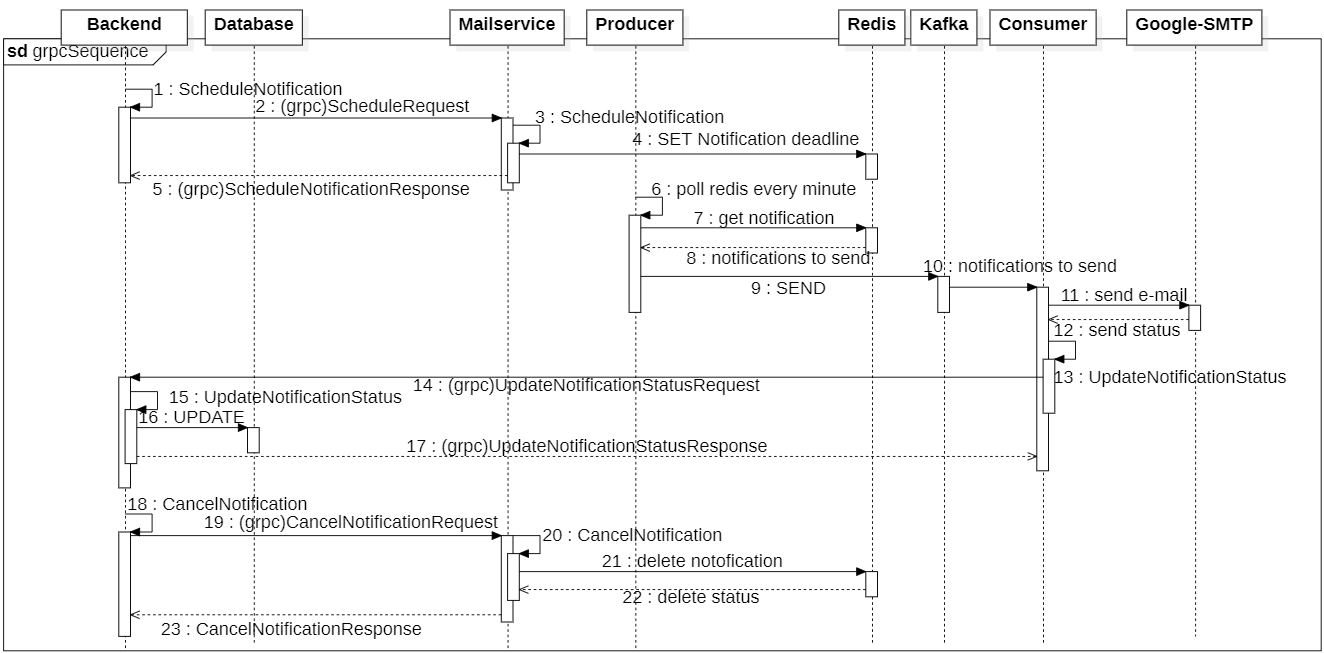 Backend
Database
Mailservice
Producer
Redis
Kafka
Consumer
Google-SMTP
sd grpcSequence
1 : ScheduleNotification
2 : (grpc)ScheduleRequest
3 : ScheduleNotification
4 : SET Notification deadline
5 : (grpc)ScheduleNotificationResponse
6 : poll redis every minute
7 : get notification
8 : notifications to send
10 : notifications to send
9 : SEND
11 : send e-mail
12 : send status
13 : UpdateNotificationStatus
14 : (grpc)UpdateNotificationStatusRequest
15 : UpdateNotificationStatus
16 : UPDATE
17 : (grpc)UpdateNotificationStatusResponse
18 : CancelNotification
19 : (grpc)CancelNotificationRequest
20 : CancelNotification
21 : delete notofication
22 : delete status
23 : CancelNotificationResponse